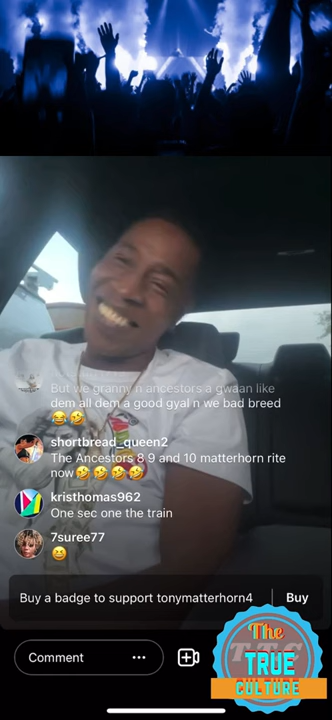 But we granny n ancestors a gwaan like
dem all dem a good gyal n we bad breed
😂🤣
shortbread_queen2
The Ancestors 8 9 and 10 matterhorn rite
now🤣🤣🤣🤣
kristhomas962
One sec one the train
7suree77
😆
Buy a badge to support tonymatterhorn4
Buy
Comment
The
TTC
TRUE
CULTURE